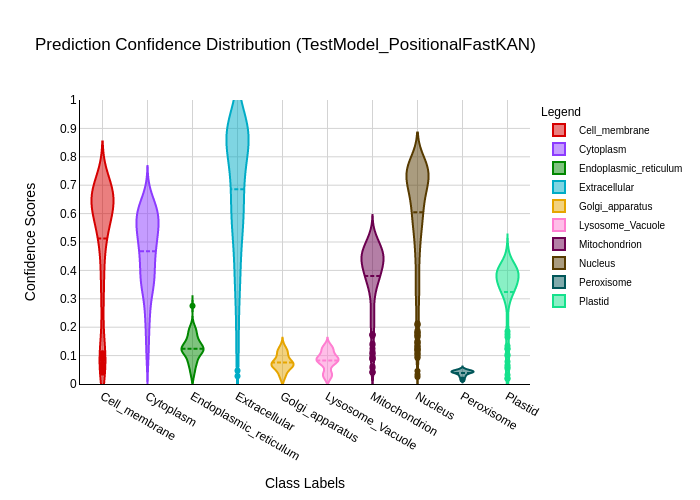 Prediction Confidence Distribution (TestModel_PositionalFastKAN)
Confidence Scores
1
0.9
0.8
0.7
0.6
0.5
0.4
0.3
0.2
0.1
0
Cell_membrane
Cytoplasm
Endoplasmic_reticulum
Extracellular
Golgi_apparatus
Lysosome_Vacuole
Mitochondrion
Nucleus
Peroxisome
Plastid
Class Labels
Legend
Cell_membrane
Cytoplasm
Endoplasmic_reticulum
Extracellular
Golgi_apparatus
Lysosome_Vacuole
Mitochondrion
Nucleus
Peroxisome
Plastid